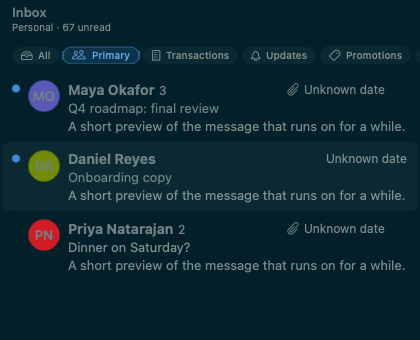 Inbox
Personal · 67 unread
All Primary Transactions Updates Promotions
MO Maya Okafor 3 Unknown date
Q4 roadmap: final review
A short preview of the message that runs on for a while.
DR Daniel Reyes Unknown date
Onboarding copy
A short preview of the message that runs on for a while.
PN Priya Natarajan 2 Unknown date
Dinner on Saturday?
A short preview of the message that runs on for a while.